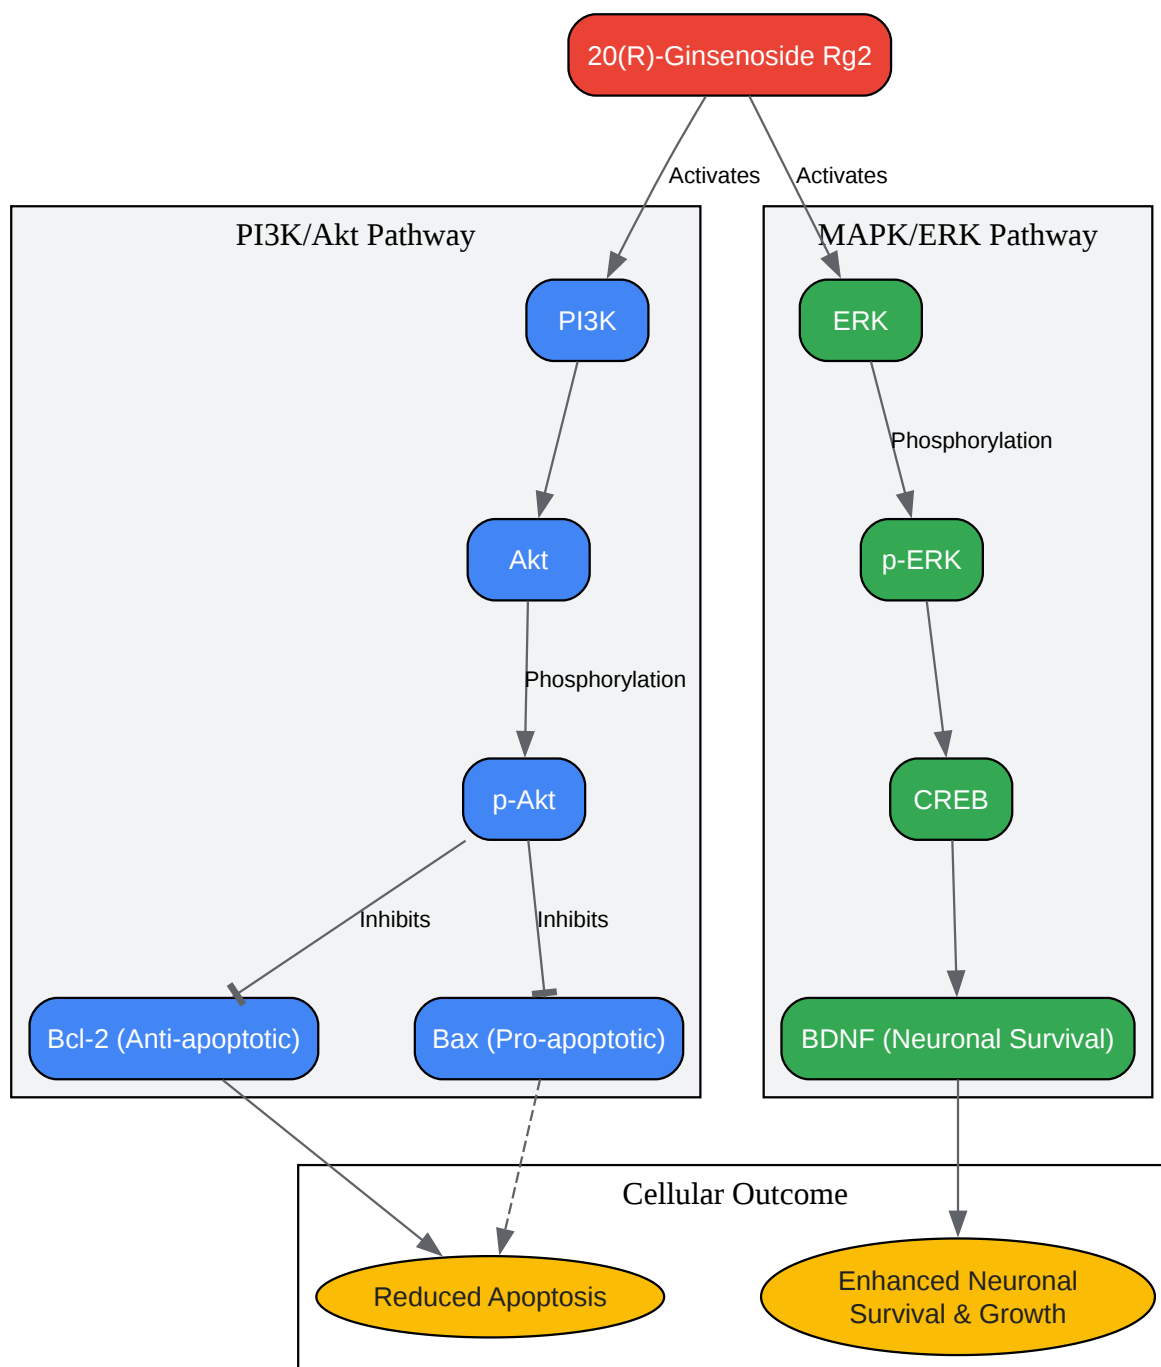 20(R)-Ginsenoside Rg2
Activates
Activates
PI3K/Akt Pathway
MAPK/ERK Pathway
PI3K
ERK
Phosphorylation
Akt
p-ERK
Phosphorylation
p-Akt
CREB
Inhibits
Inhibits
Bcl-2 (Anti-apoptotic)
Bax (Pro-apoptotic)
BDNF (Neuronal Survival)
Cellular Outcome
Reduced Apoptosis
Enhanced Neuronal
Survival & Growth